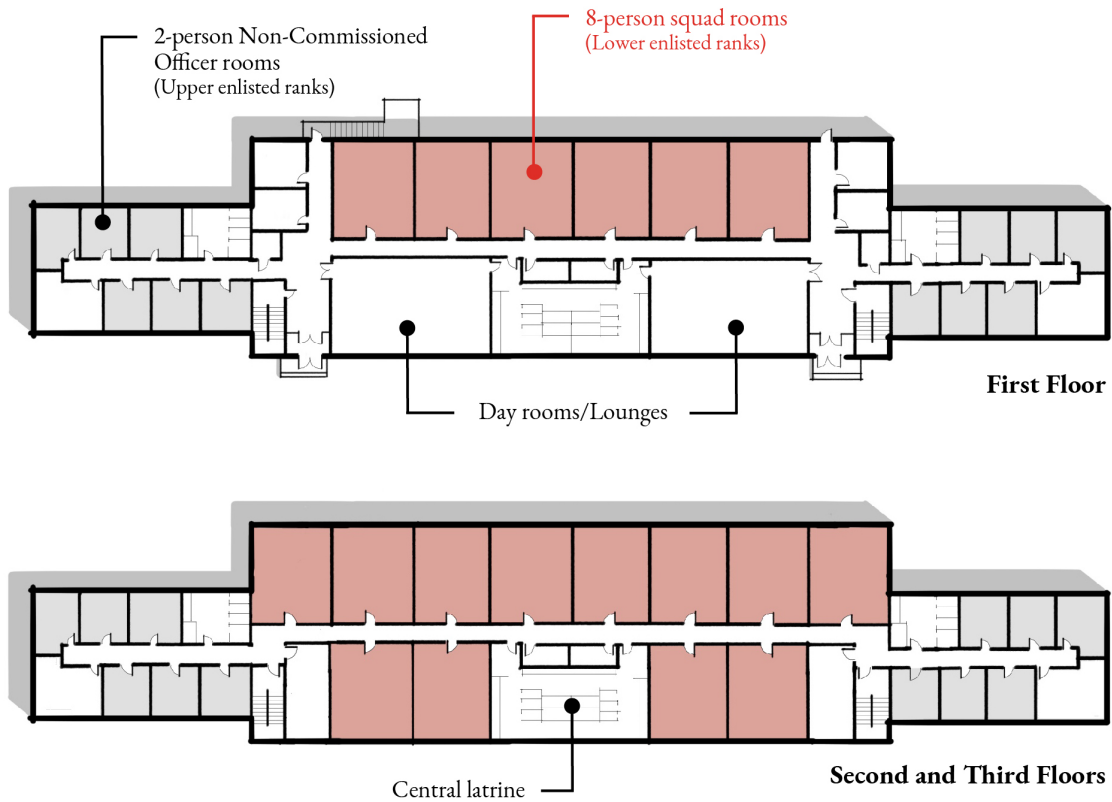 2-person Non-Commissioned
Officer rooms
(Upper enlisted ranks)
8-person squad rooms
(Lower enlisted ranks)
First Floor
Day rooms/Lounges
Central latrine
Second and Third Floors